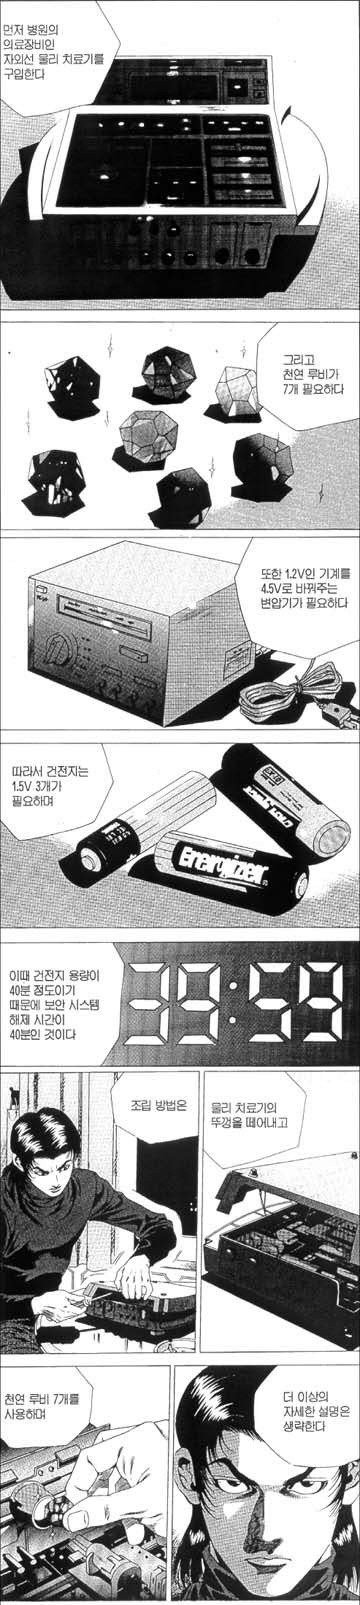 먼저 병원의
의료장비인
자외선 물리 치료기를
구입한다
그리고
천연 루비가
7개 필요하다
또한 1.2V인 기계를
4.5V로 바꿔주는
변압기가 필요하다
따라서 건전지는
1.5V 3개가
필요하며
Energizer
이때 건전지 용량이
40분 정도이기
때문에 보안 시스템
해제 시간이
40분인 것이다
39:59
조립 방법은
물리 치료기의
뚜껑을 떼어내고
천연 루비 7개를
사용하며
더 이상의
자세한 설명은
생략한다